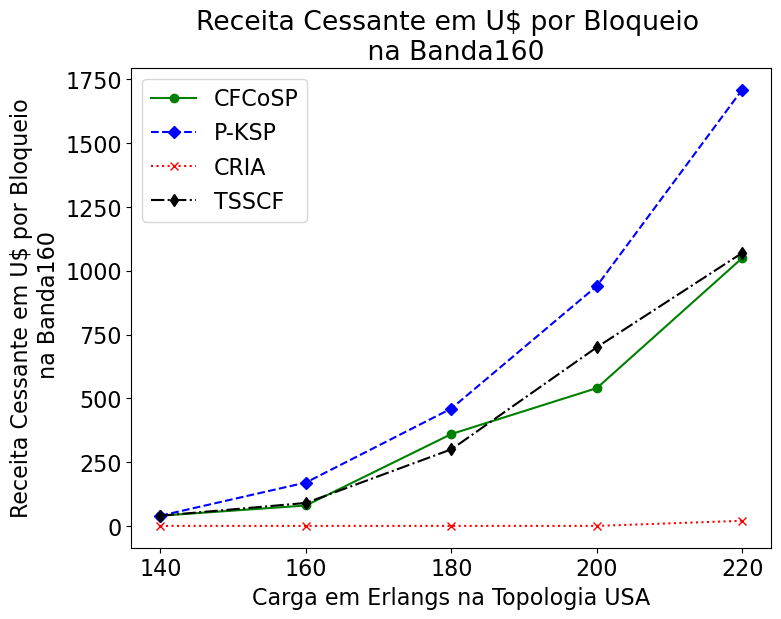 Receita Cessante em U$ por Bloqueio
na Banda160
CFCoSP
P-KSP
CRIA
TSSCF
Receita Cessante em U$ por Bloqueio
na Banda160
1750
1500
1250
1000
750
500
250
0
140 160 180 200 220
Carga em Erlangs na Topologia USA